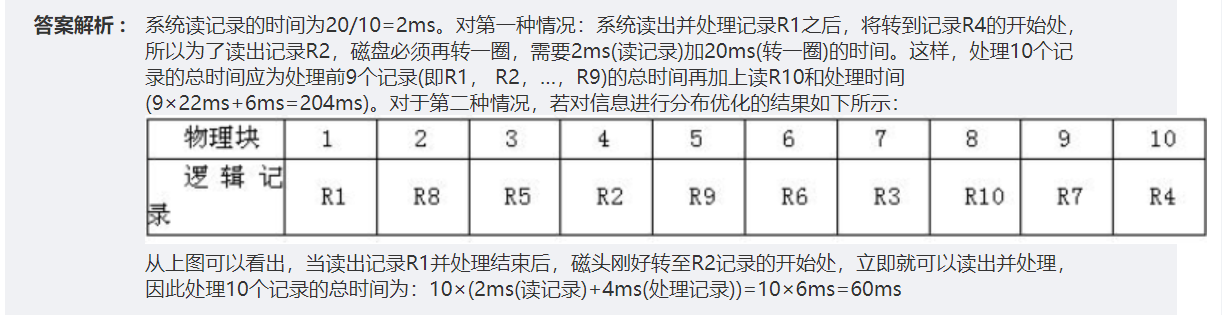 答案解析： 系统读记录的时间为20/10=2ms。对第一种情况：系统读出并处理记录R1之后，将转到记录R4的开始处，
所以为了读出记录R2，磁盘必须再转一圈，需要2ms(读记录)加20ms(转一圈)的时间。这样，处理10个记
录的总时间应为处理前9个记录(即R1， R2，...，R9)的总时间再加上读R10和处理时间
(9×22ms+6ms=204ms)。对于第二种情况，若对信息进行分布优化的结果如下所示：
物理块 1 2 3 4 5 6 7 8 9 10
逻辑记
录 R1 R8 R5 R2 R9 R6 R3 R10 R7 R4
从上图可以看出，当读出记录R1并处理结束后，磁头刚好转至R2记录的开始处，立即就可以读出并处理，
因此处理10个记录的总时间为：10×(2ms(读记录)+4ms(处理记录))=10×6ms=60ms